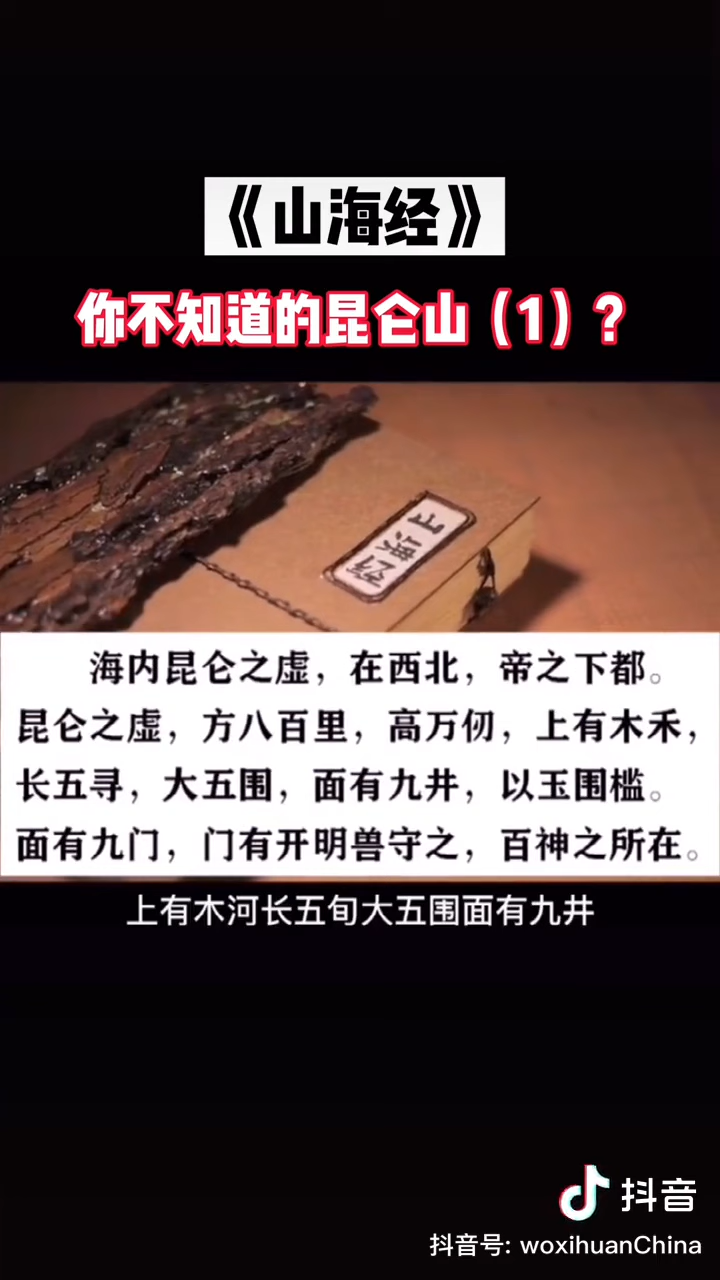 《山海经》
你不知道的昆仑山（1）？
山海经
海内昆仑之虚，在西北，帝之下都。
昆仑之虚，方八百里，高万仞，上有木禾，
长五寻，大五围，面有九井，以玉围槛。
面有九门，门有开明兽守之，百神之所在。
上有木河长五旬大五围面有九井
抖音
抖音号: woxihuanChina